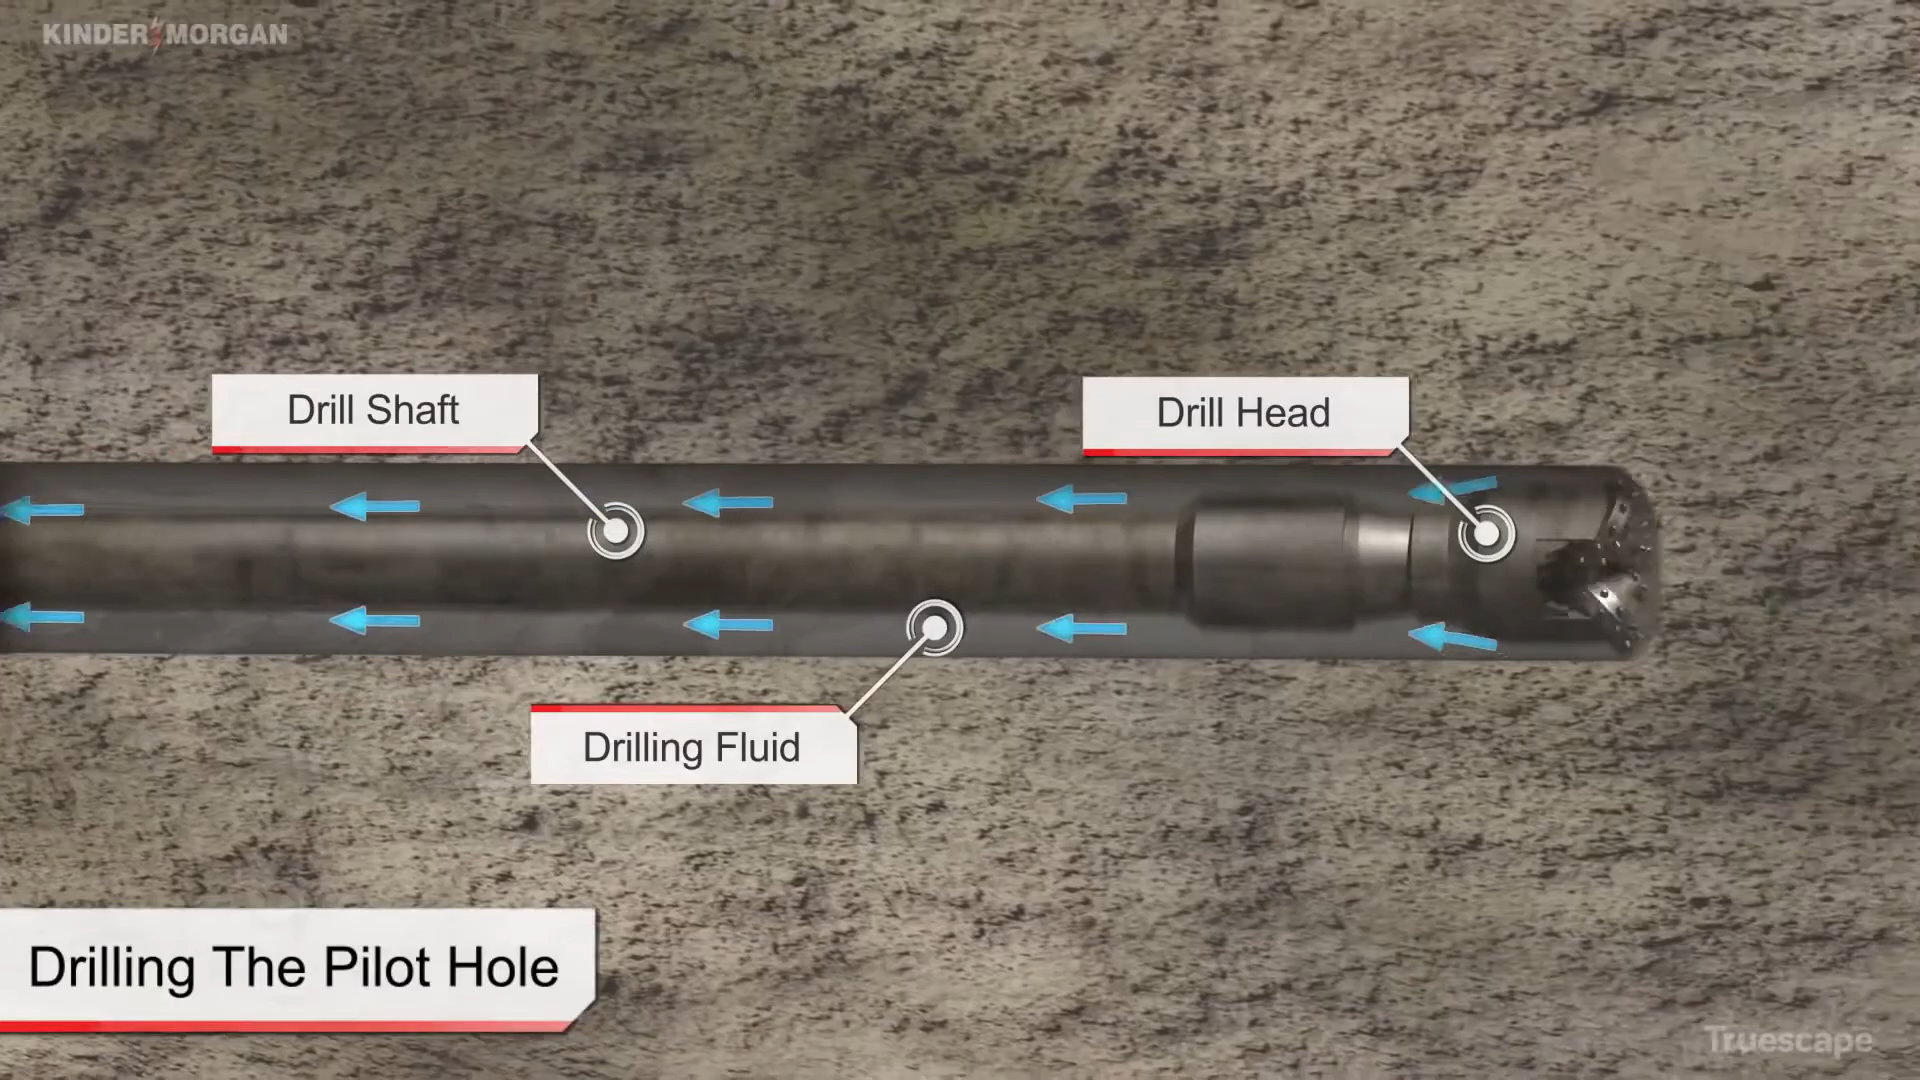 KINDER MORGAN
Drill Shaft
Drill Head
Drilling Fluid
Drilling The Pilot Hole
Truescape